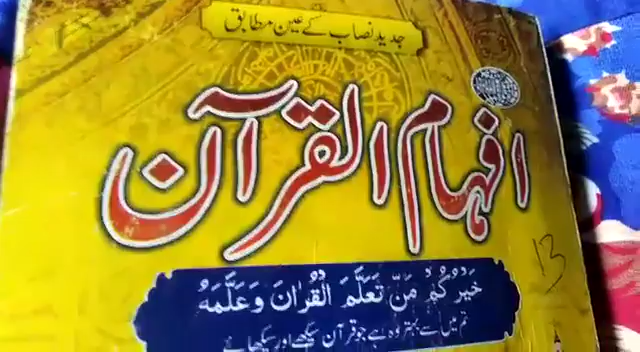 جدید نصاب کے عین مطابق
افہام القرآن
13
خَيْرُكُمْ مَنْ تَعَلَّمَ الْقُرْاٰنَ وَعَلَّمَهُ
تم میں سے بہتر وہ ہے جو قرآن سیکھے اور سیکھائے